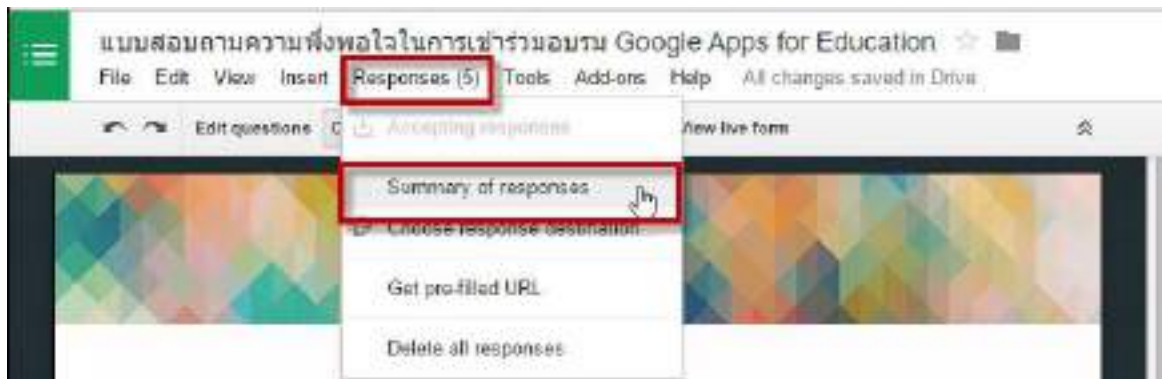 แบบสอบถามความพึงพอใจในการเข้าร่วมอบรม Google Apps for Education
File Edit View Insert Responses (5) Tools Add-ons Help All changes saved in Drive
Edit questions Accepting responses View live form
Summary of responses
Choose response destination
Get pre-filled URL
Delete all responses